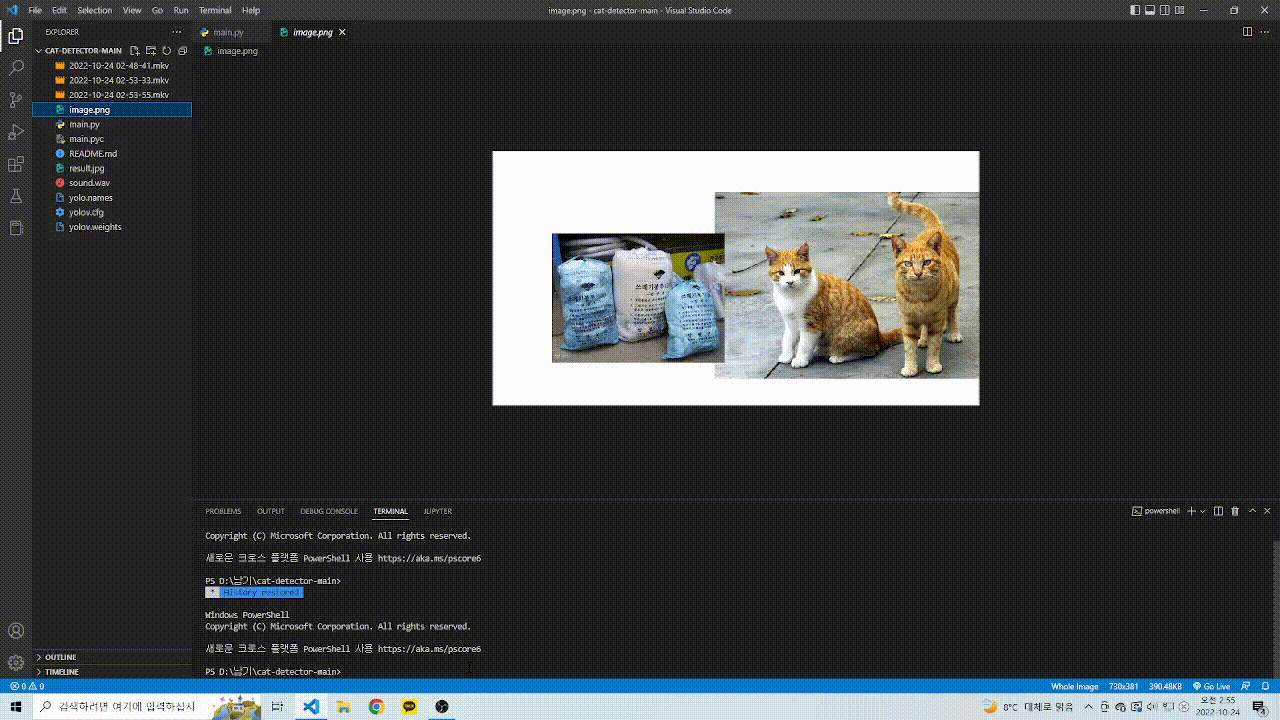 File Edit Selection View Go Run Terminal Help
image.png - cat-detector-main - Visual Studio Code
EXPLORER
main.py
image.png
CAT-DETECTOR-MAIN
image.png
2022-10-24 02-48-41.mkv
2022-10-24 02-53-33.mkv
2022-10-24 02-53-55.mkv
image.png
main.py
main.pyc
README.md
result.jpg
sound.wav
yolo.names
yolov.cfg
yolov.weights
OUTLINE
TIMELINE
PROBLEMS OUTPUT DEBUG CONSOLE TERMINAL JUPYTER
powershell
Copyright (C) Microsoft Corporation. All rights reserved.
새로운 크로스 플랫폼 PowerShell 사용 https://aka.ms/pscore6
PS D:\남기\cat-detector-main>
* History restored
Windows PowerShell
Copyright (C) Microsoft Corporation. All rights reserved.
새로운 크로스 플랫폼 PowerShell 사용 https://aka.ms/pscore6
PS D:\남기\cat-detector-main>
0 0
Whole Image 730x381 390.48KB Go Live
검색하려면 여기에 입력하십시
8°C 대체로 맑음
오전 2:55
2022-10-24